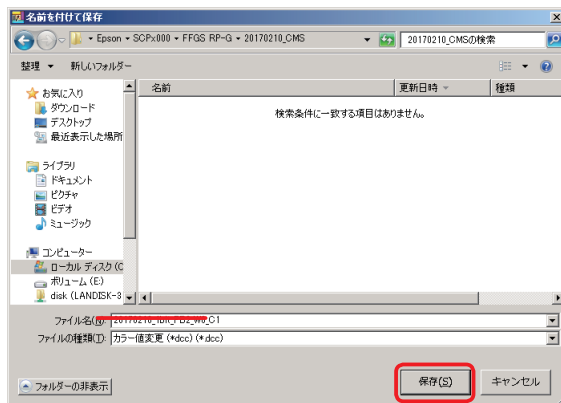 名前を付けて保存
Epson SCPx000 FFGS RP-G 20170210_CMS
20170210_CMSの検索
整理 新しいフォルダー
名前 更新日時 種類
検索条件に一致する項目はありません。
お気に入り
ダウンロード
デスクトップ
最近表示した場所
ライブラリ
ドキュメント
ピクチャ
ビデオ
ミュージック
コンピューター
ローカル ディスク (C
ボリューム (E:)
disk (LANDISK-3
ファイル名(N): C1
ファイルの種類(T): カラー値変更 (*dcc) (*.dcc)
フォルダーの非表示
保存(S)
キャンセル